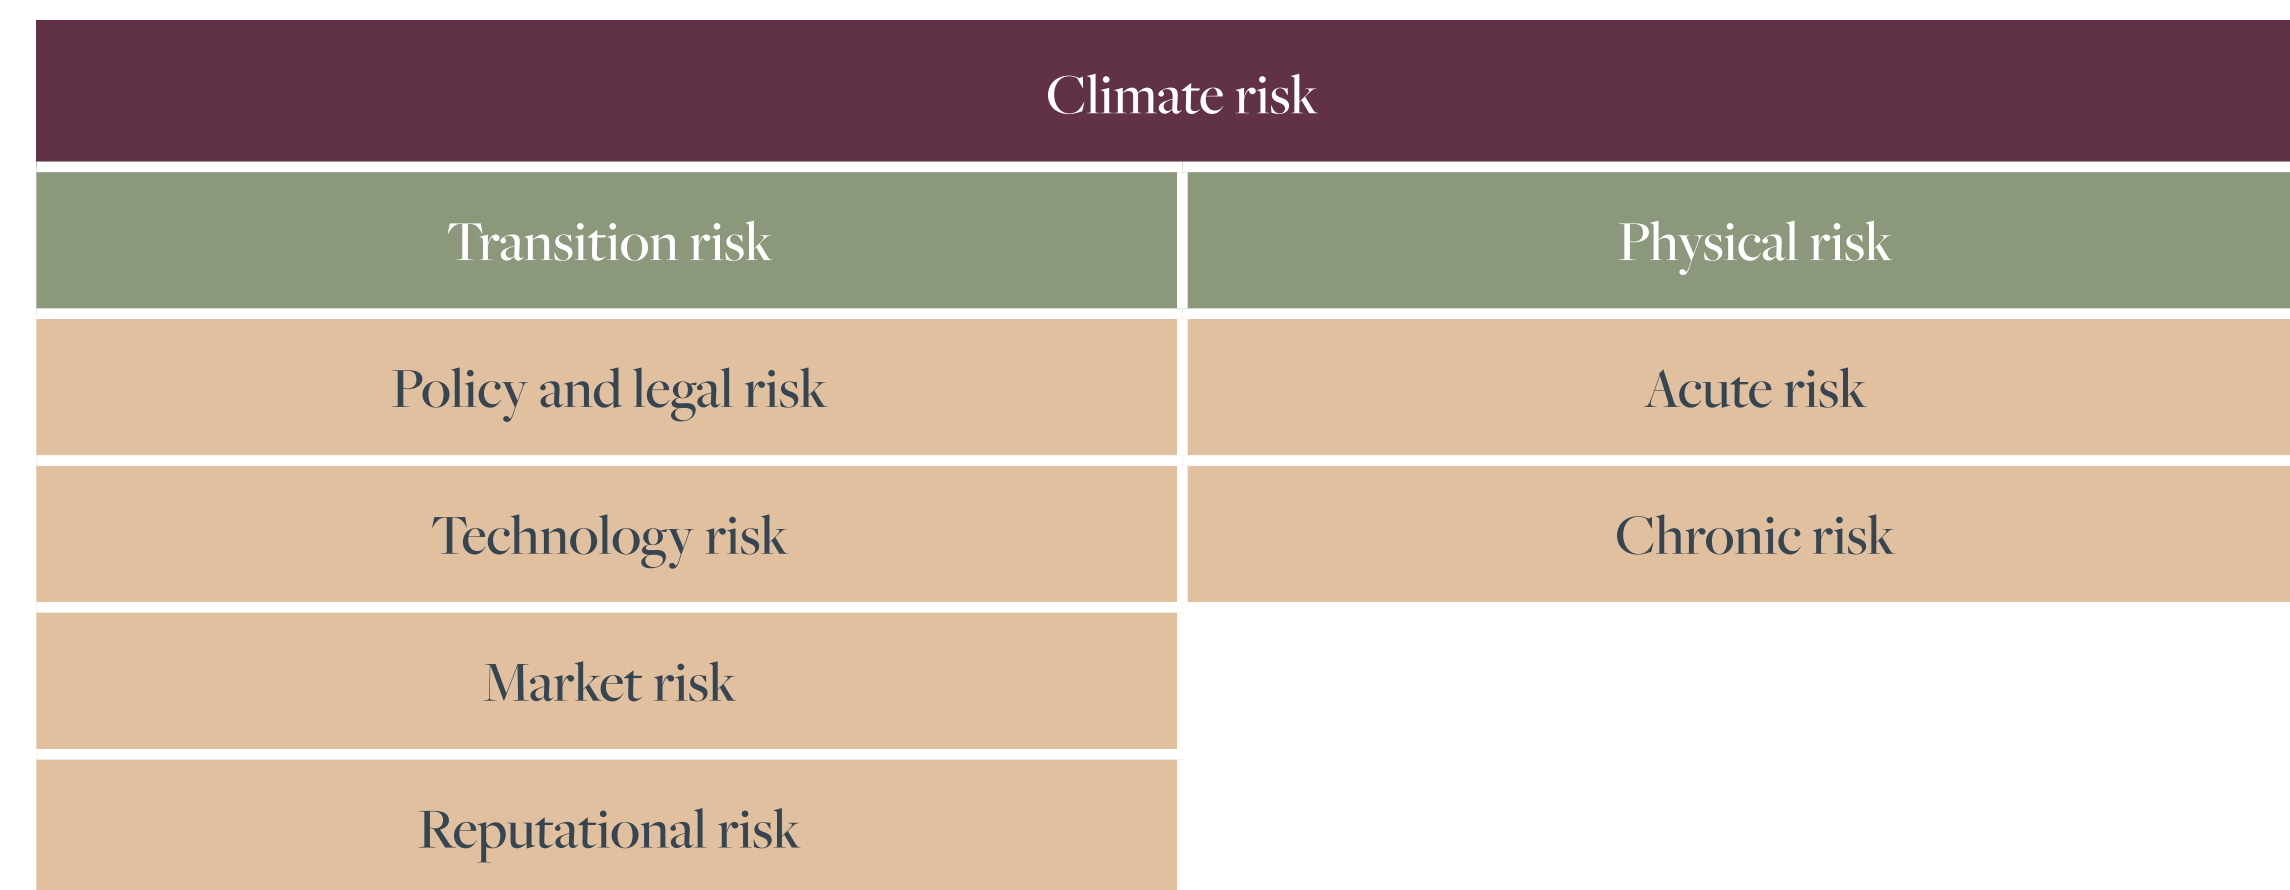 Climate risk
Transition risk
Physical risk
Policy and legal risk
Acute risk
Technology risk
Chronic risk
Market risk
Reputational risk